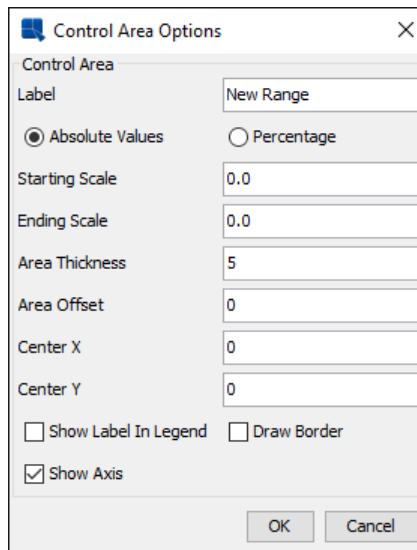 Control Area Options
Control Area
Label New Range
Absolute Values Percentage
Starting Scale 0.0
Ending Scale 0.0
Area Thickness 5
Area Offset 0
Center X 0
Center Y 0
Show Label In Legend Draw Border
Show Axis
OK Cancel